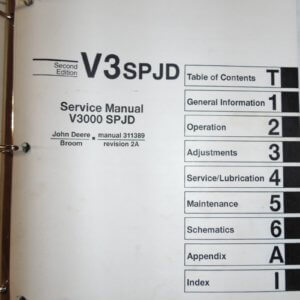 Second
Edition
V3SPJD
Service Manual
V3000 SPJD
John Deere
Broom
manual 311389
revision 2A
Table of Contents T
General Information 1
Operation 2
Adjustments 3
Service/Lubrication 4
Maintenance 5
Schematics 6
Appendix A
Index I